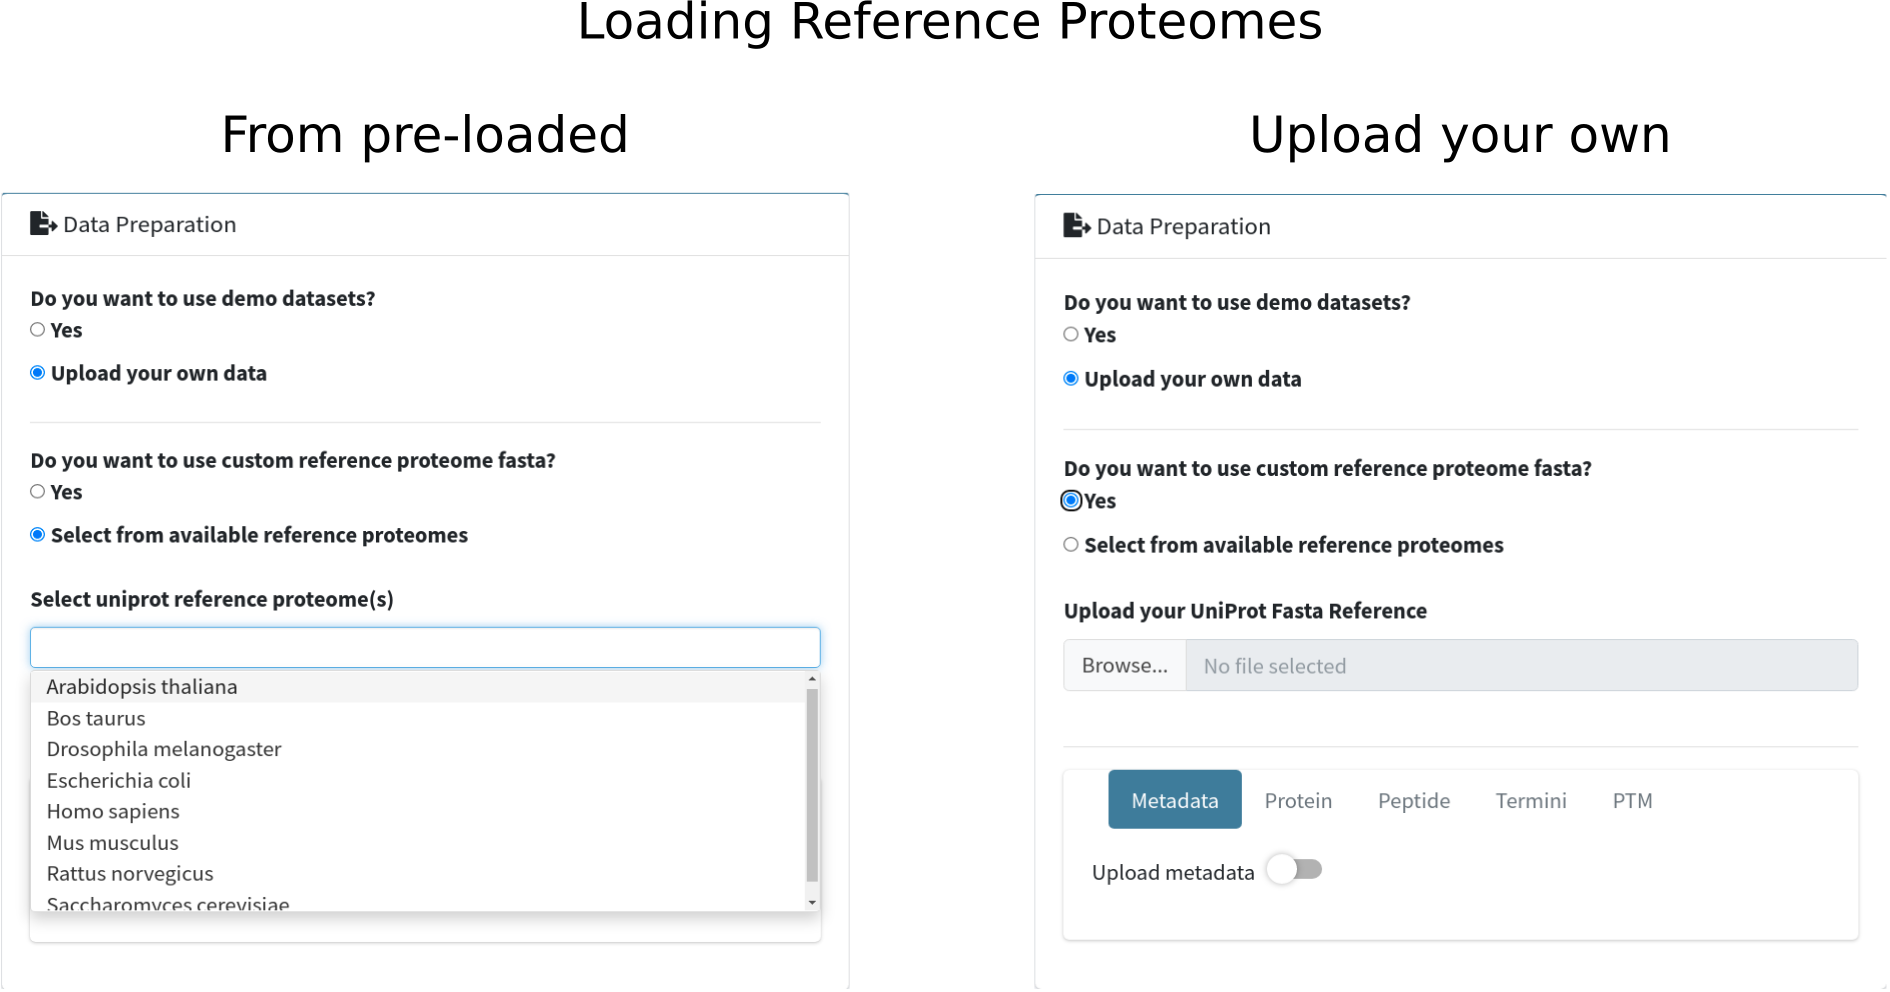 Loading Reference Proteomes
From pre-loaded
Data Preparation
Do you want to use demo datasets?
Yes
Upload your own data
Do you want to use custom reference proteome fasta?
Yes
Select from available reference proteomes
Select uniprot reference proteome(s)
Arabidopsis thaliana
Bos taurus
Drosophila melanogaster
Escherichia coli
Homo sapiens
Mus musculus
Rattus norvegicus
Saccharomyces cerevisiae
Upload your own
Data Preparation
Do you want to use demo datasets?
Yes
Upload your own data
Do you want to use custom reference proteome fasta?
Yes
Select from available reference proteomes
Upload your UniProt Fasta Reference
Browse... No file selected
Metadata Protein Peptide Termini PTM
Upload metadata